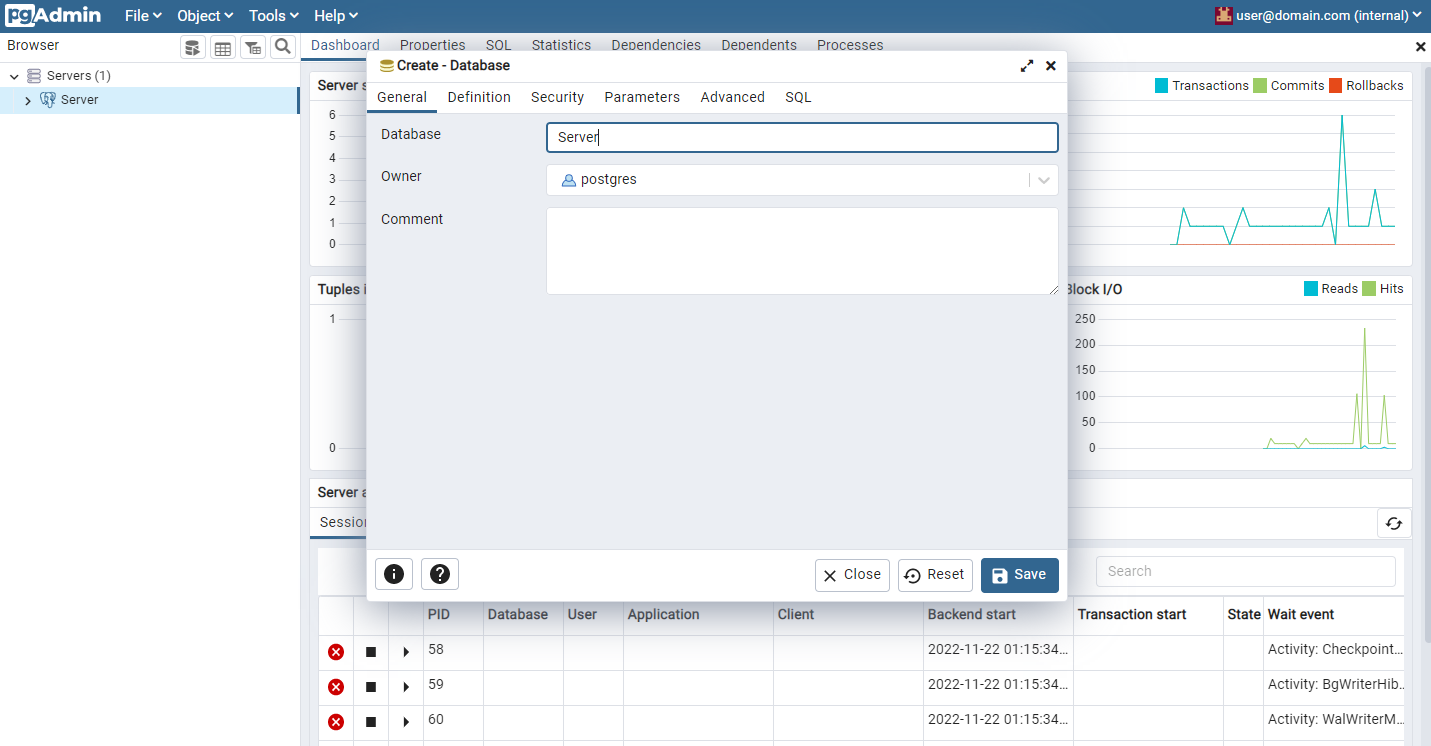 pgAdmin File Object Tools Help user@domain.com (internal)
Browser Dashboard Properties SQL Statistics Dependencies Dependents Processes
Servers (1)
Server
Create - Database
General Definition Security Parameters Advanced SQL
Database Server
Owner postgres
Comment
Close Reset Save
Server
Transactions Commits Rollbacks
6
5
4
3
2
1
0
Tuples
1
0
Block I/O Reads Hits
250
200
150
100
50
0
Server
Sessio
Search
PID Database User Application Client Backend start Transaction start State Wait event
58 2022-11-22 01:15:34... Activity: Checkpoint...
59 2022-11-22 01:15:34... Activity: BgWriterHib...
60 2022-11-22 01:15:34... Activity: WalWriterM...